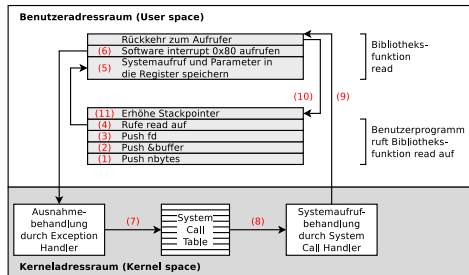 Benutzeradressraum (User space)
Rückkehr zum Aufrufer
(6) Software interrupt 0x80 aufrufen
(5) Systemaufruf und Parameter in
die Register speichern
Bibliotheks-
funktion
read
(10)
(9)
(11) Erhöhe Stackpointer
(4) Rufe read auf
(3) Push fd
(2) Push &buffer
(1) Push nbytes
Benutzerprogramm
ruft Bibliotheks-
funktion read auf
Ausnahme-
behandlung
durch Exception
Handler
(7)
System
Call
Table
(8)
Systemaufruf-
behandlung
durch System
Call Handler
Kerneladressraum (Kernel space)